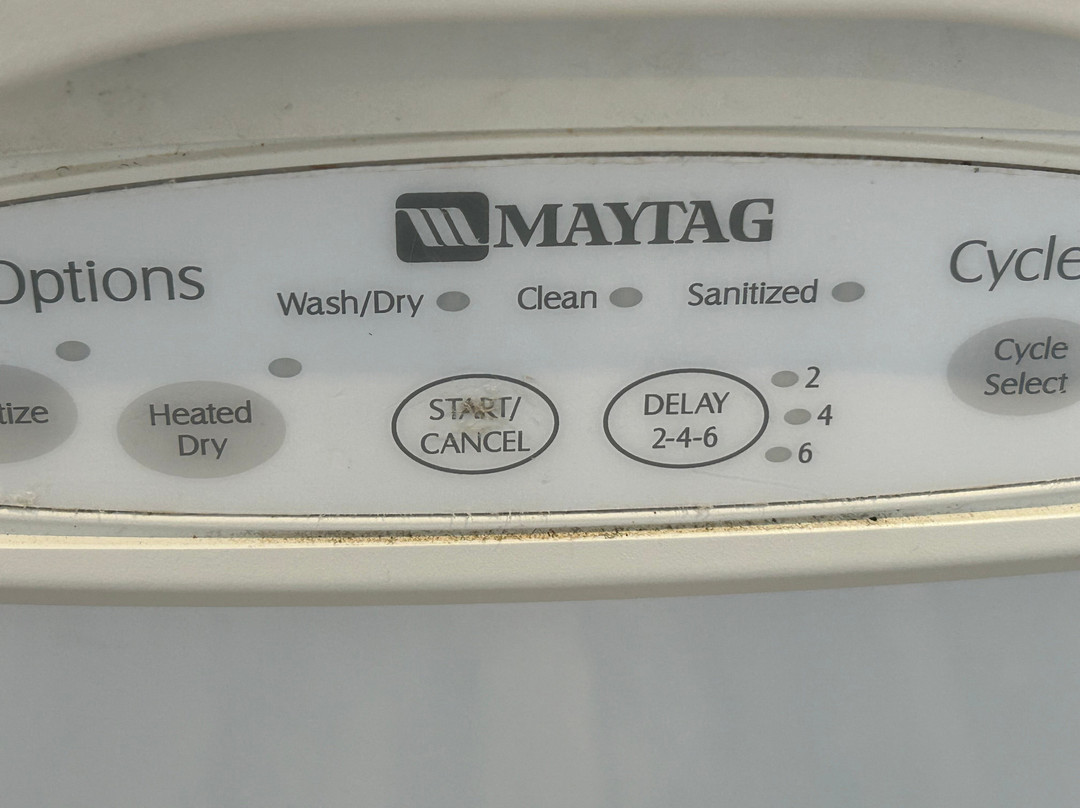 MAYTAG
Options
Cycle
Wash/Dry Clean Sanitized
tize
Heated
Dry
START/
CANCEL
DELAY
2-4-6
2
4
6
Cycle
Select